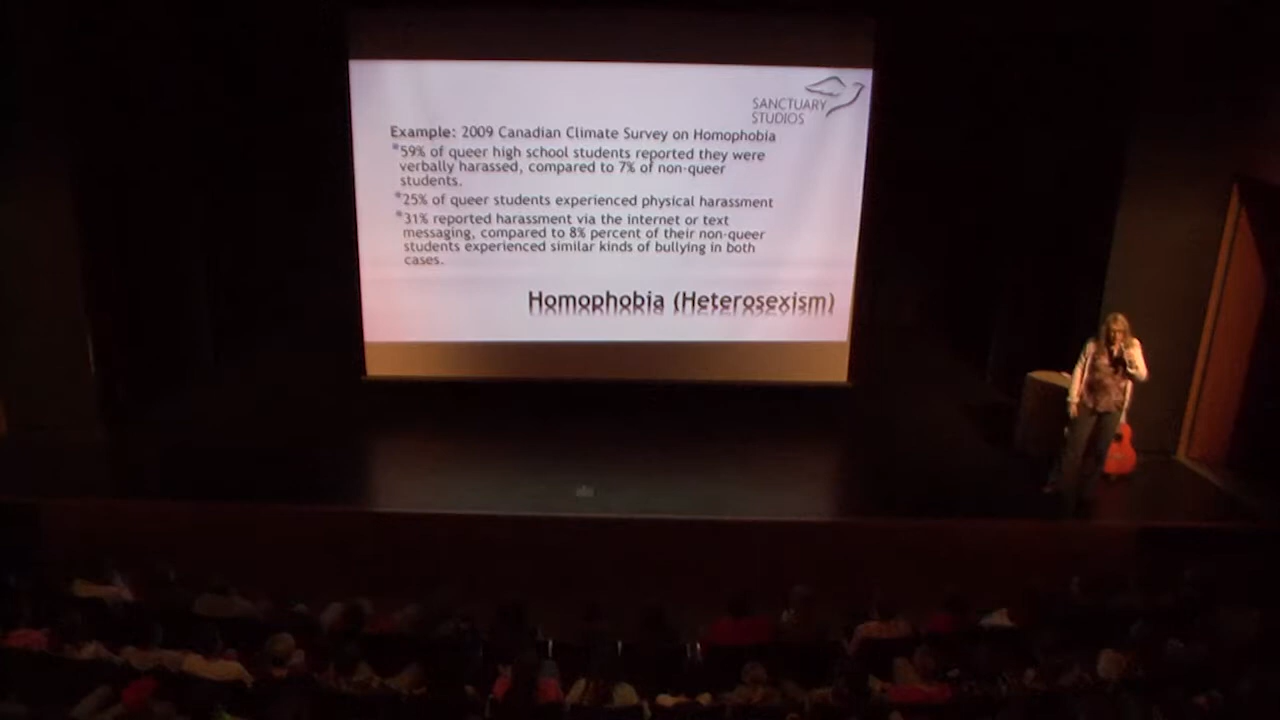 SANCTUARY
STUDIOS
Example: 2009 Canadian Climate Survey on Homophobia
*59% of queer high school students reported they were
verbally harassed, compared to 7% of non-queer
students.
*25% of queer students experienced physical harassment
*31% reported harassment via the internet or text
messaging, compared to 8% percent of their non-queer
students experienced similar kinds of bullying in both
cases.
Homophobia (Heterosexism)